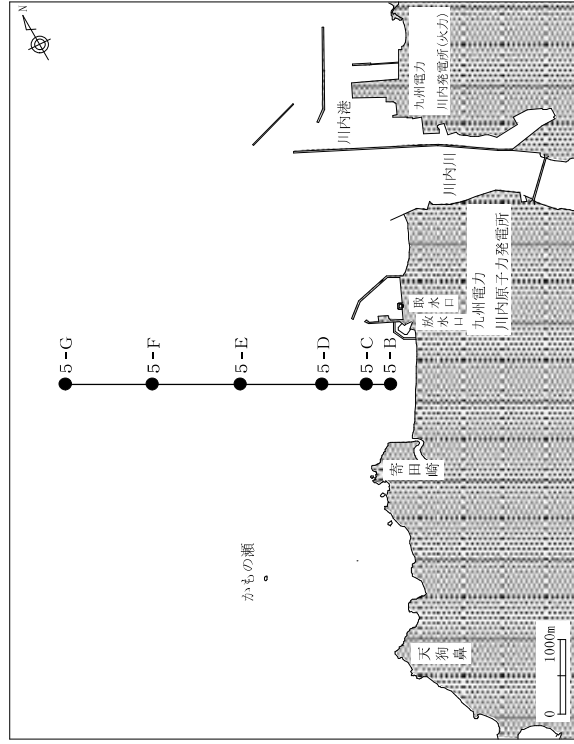 N
川内港
九州電力
川内発電所(火力)
川内川
取水口
放水口
九州電力
川内原子力発電所
5-G
5-F
5-E
5-D
5-C
5-B
寄田崎
かもの瀬
天狗鼻
0 1000m